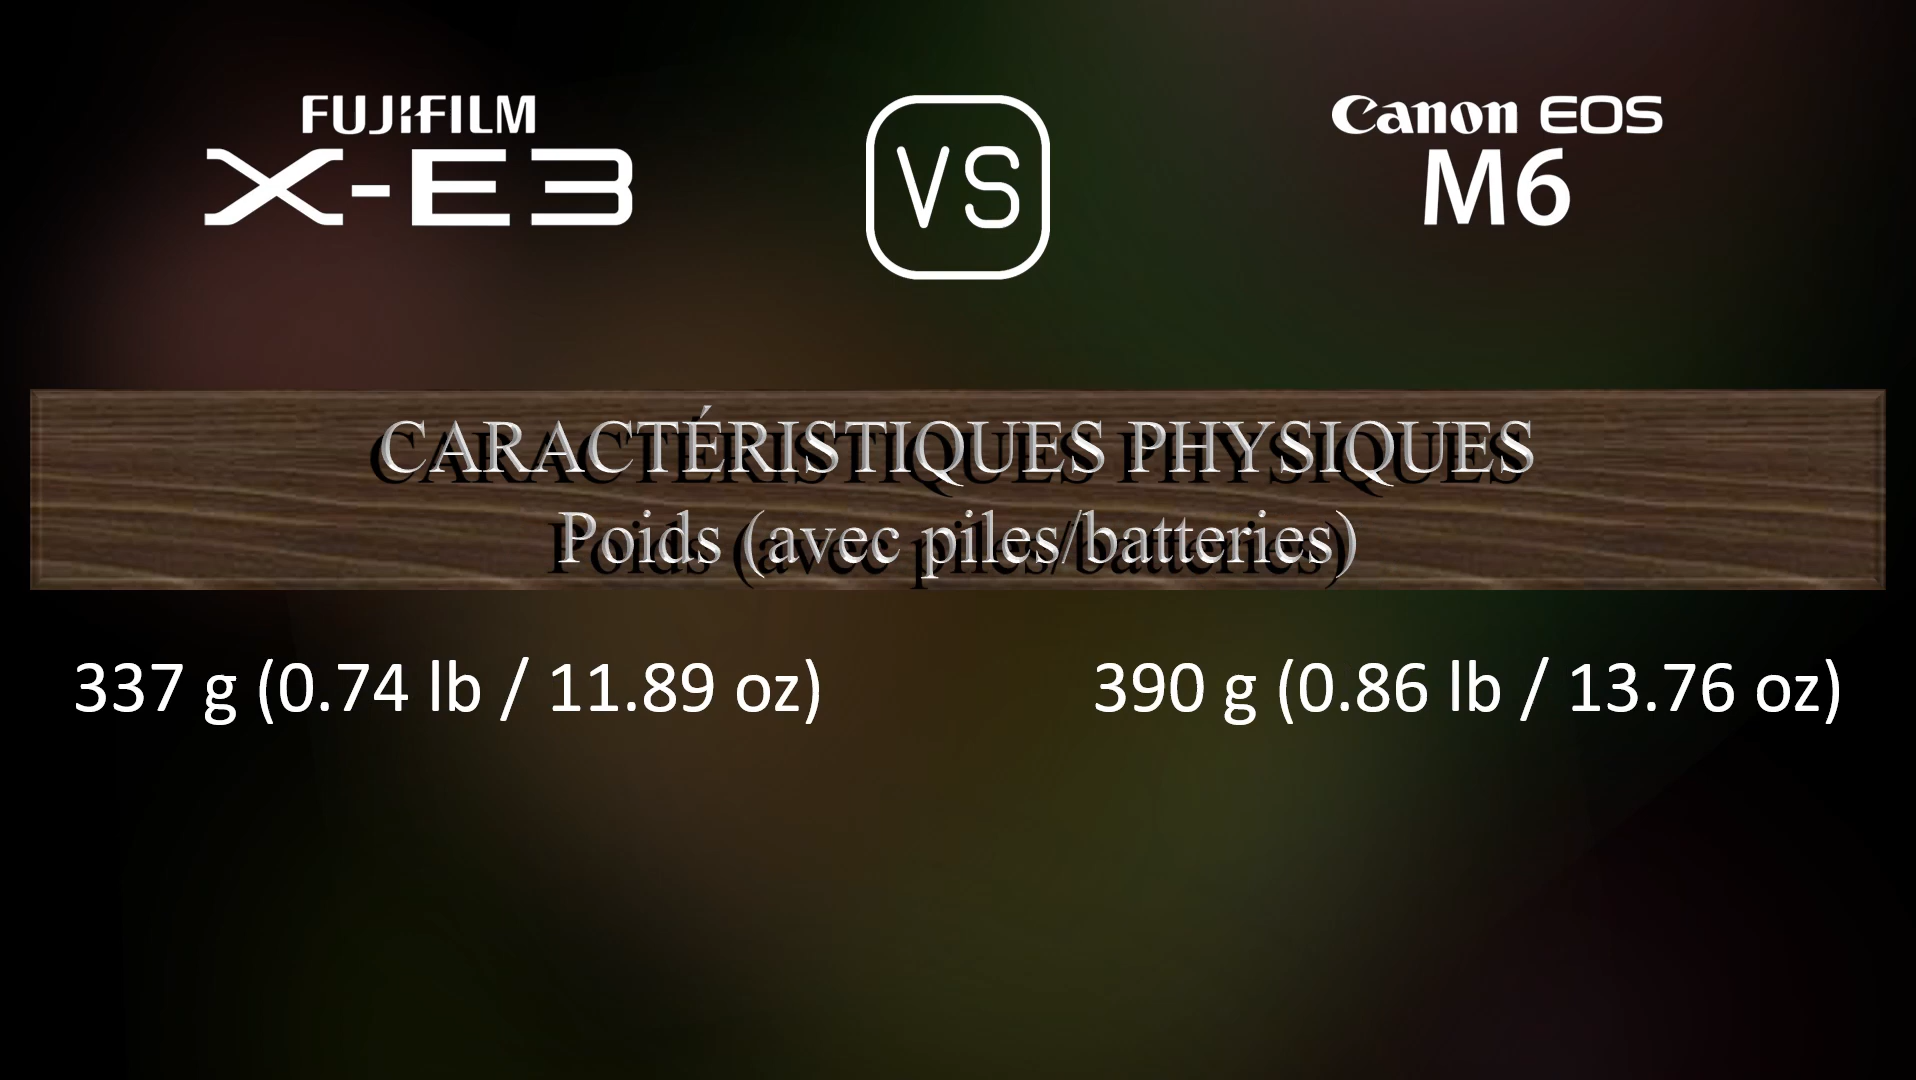 FUJIFILM
X-E3
VS
Canon EOS
M6
CARACTÉRISTIQUES PHYSIQUES
Poids (avec piles/batteries)
337 g (0.74 lb / 11.89 oz)
390 g (0.86 lb / 13.76 oz)